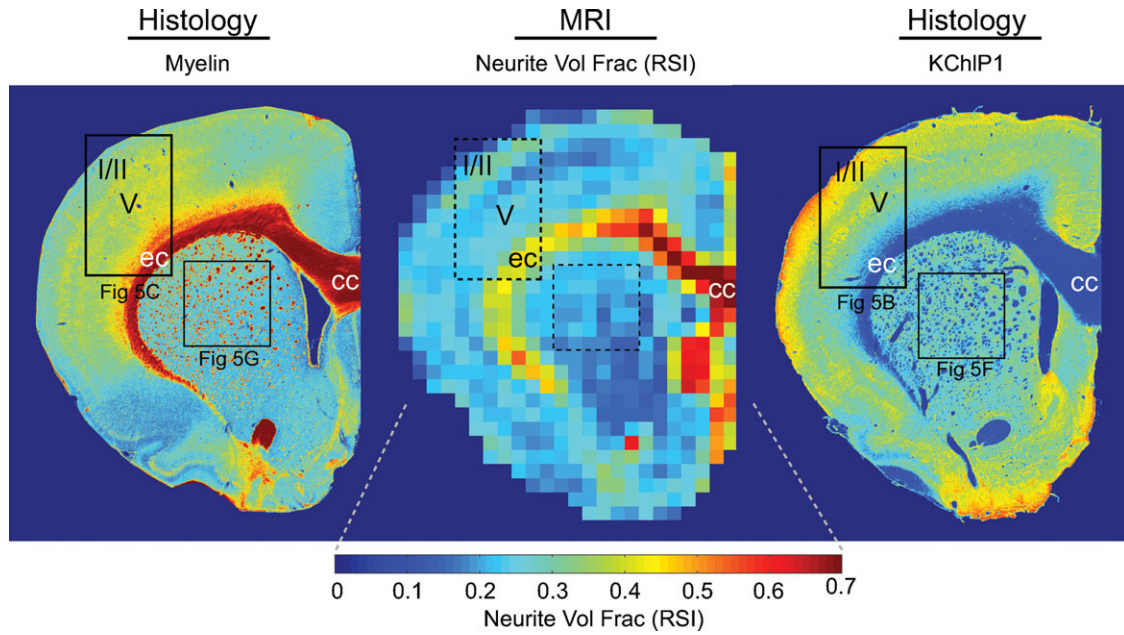 Histology
Myelin
MRI
Neurite Vol Frac (RSI)
Histology
KChIP1
I/II
V
ec
cc
Fig 5C
Fig 5G
I/II
V
ec
cc
I/II
V
ec
cc
Fig 5B
Fig 5F
0 0.1 0.2 0.3 0.4 0.5 0.6 0.7
Neurite Vol Frac (RSI)